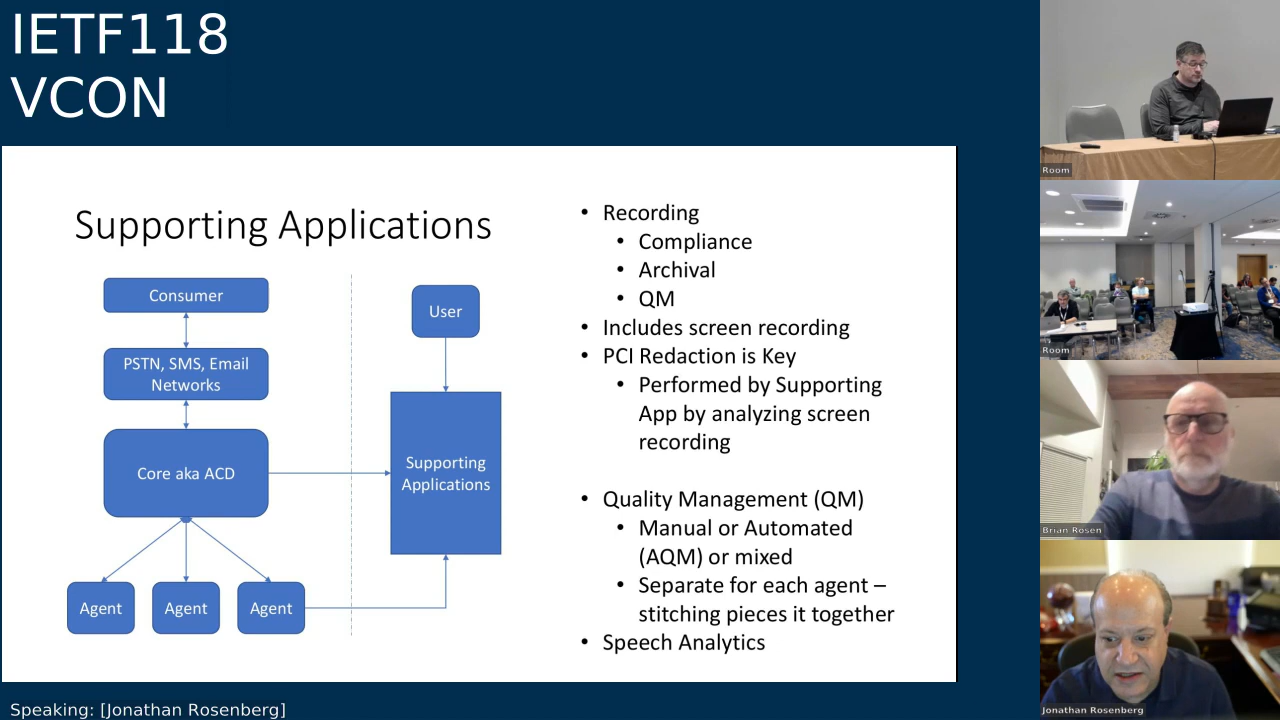 IETF118
VCON
Supporting Applications
Consumer
PSTN, SMS, Email
Networks
Core aka ACD
Agent
Agent
Agent
User
Supporting
Applications
• Recording
• Compliance
• Archival
• QM
• Includes screen recording
• PCI Redaction is Key
• Performed by Supporting
App by analyzing screen
recording
• Quality Management (QM)
• Manual or Automated
(AQM) or mixed
• Separate for each agent –
stitching pieces it together
• Speech Analytics
Room
Room
Brian Rosen
Jonathan Rosenberg
Speaking: [Jonathan Rosenberg]